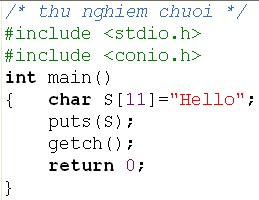 /* thu nghiem chuoi */
#include <stdio.h>
#include <conio.h>
int main()
{    char S[11]="Hello";
     puts(S);
     getch();
     return 0;
}